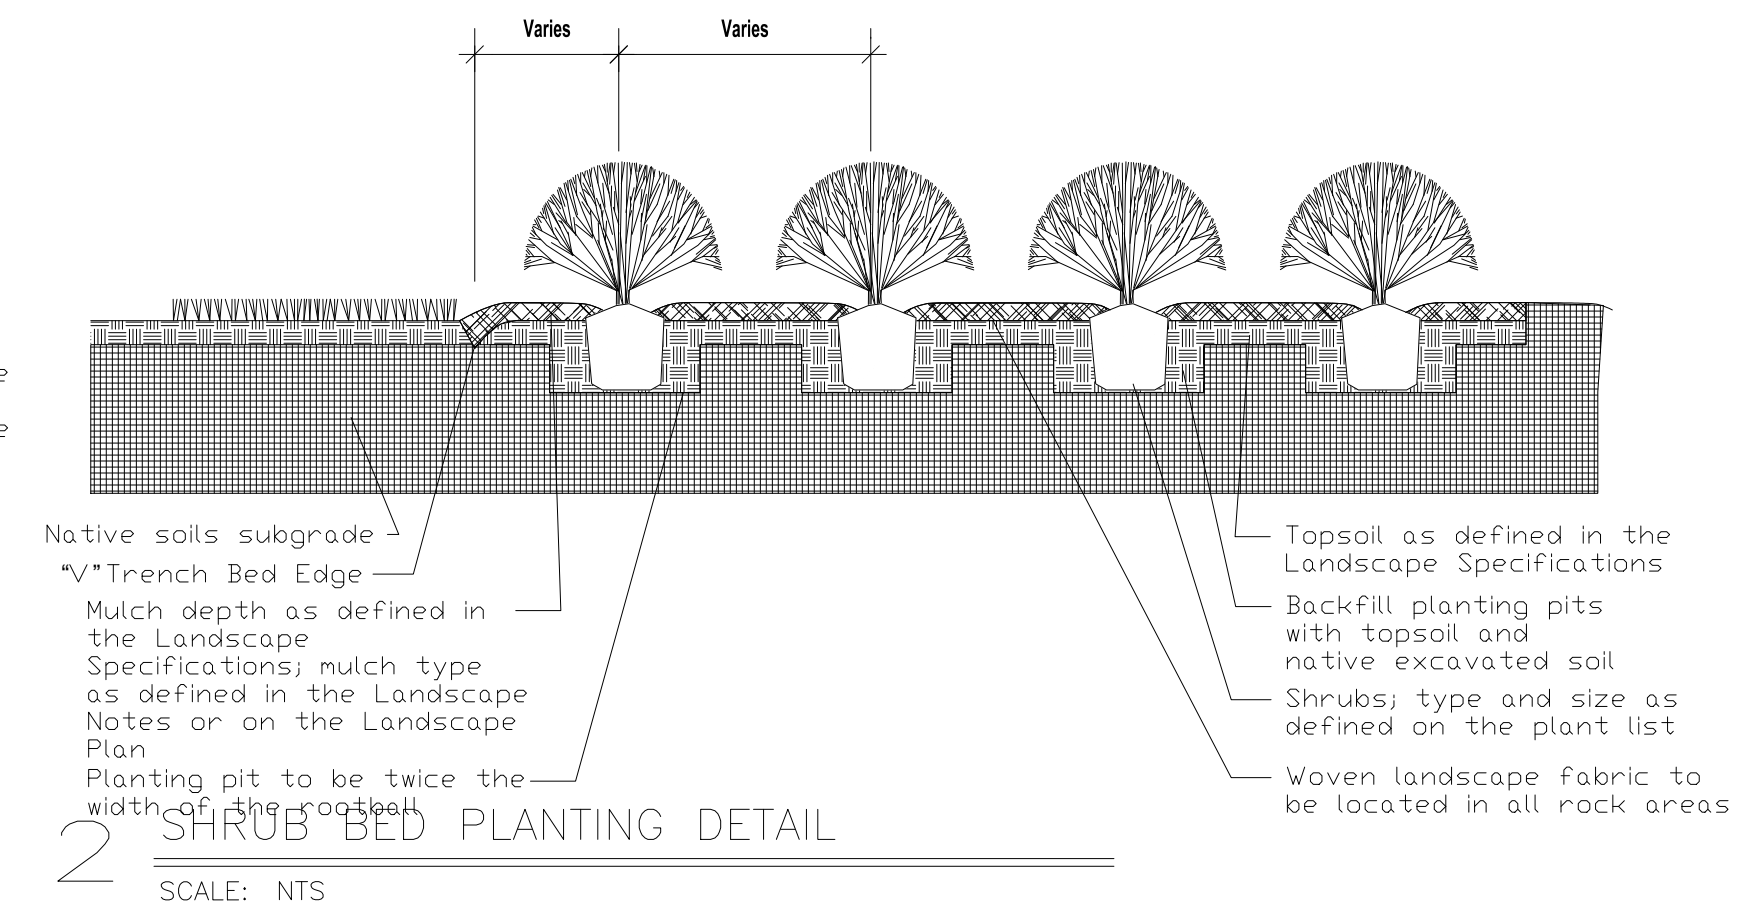 Varies
Varies
Native soils subgrade
“V” Trench Bed Edge
Mulch depth as defined in
the Landscape
Specifications; mulch type
as defined in the Landscape
Notes or on the Landscape
Plan
Planting pit to be twice the
width of the rootball
Topsoil as defined in the
Landscape Specifications
Backfill planting pits
with topsoil and
native excavated soil
Shrubs; type and size as
defined on the plant list
Woven landscape fabric to
be located in all rock areas
2
SHRUB BED PLANTING DETAIL
SCALE: NTS